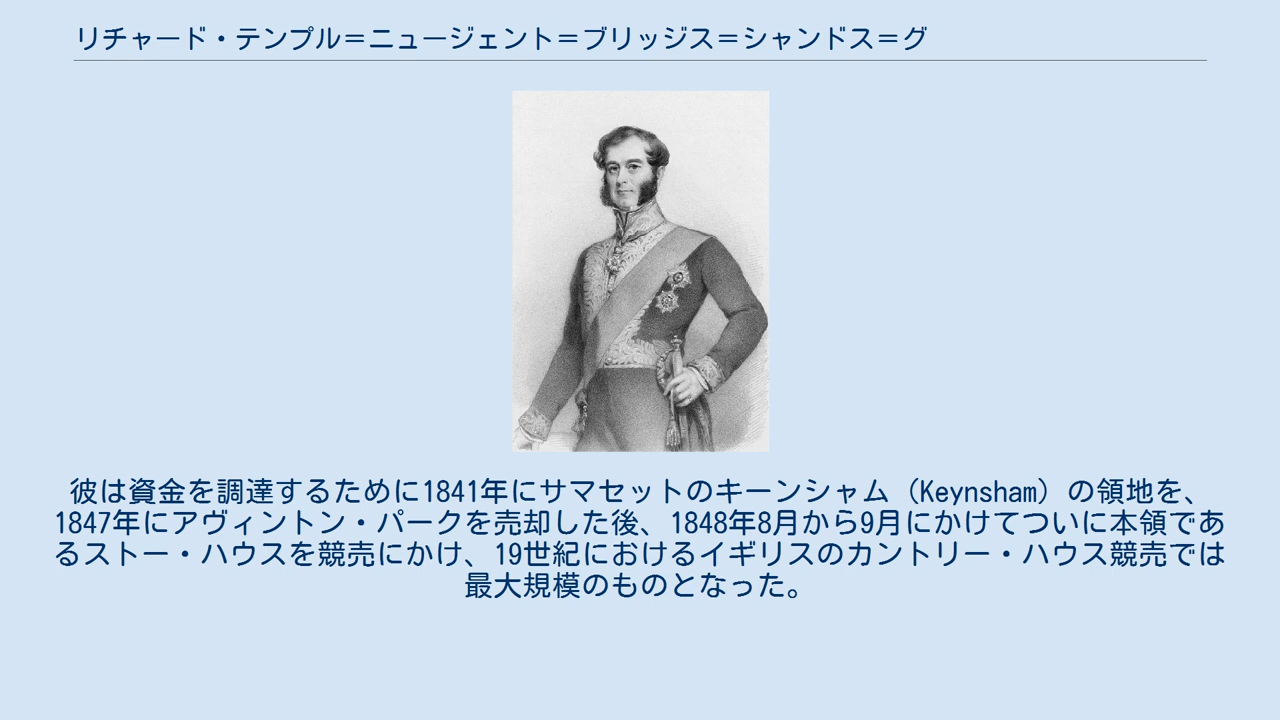 リチャード・テンプル＝ニュージェント＝ブリッジス＝シャンドス＝グ
彼は資金を調達するために1841年にサマセットのキーンシャム（Keynsham）の領地を、
1847年にアヴィントン・パークを売却した後、1848年8月から9月にかけてついに本領であ
るストー・ハウスを競売にかけ、19世紀におけるイギリスのカントリー・ハウス競売では
最大規模のものとなった。